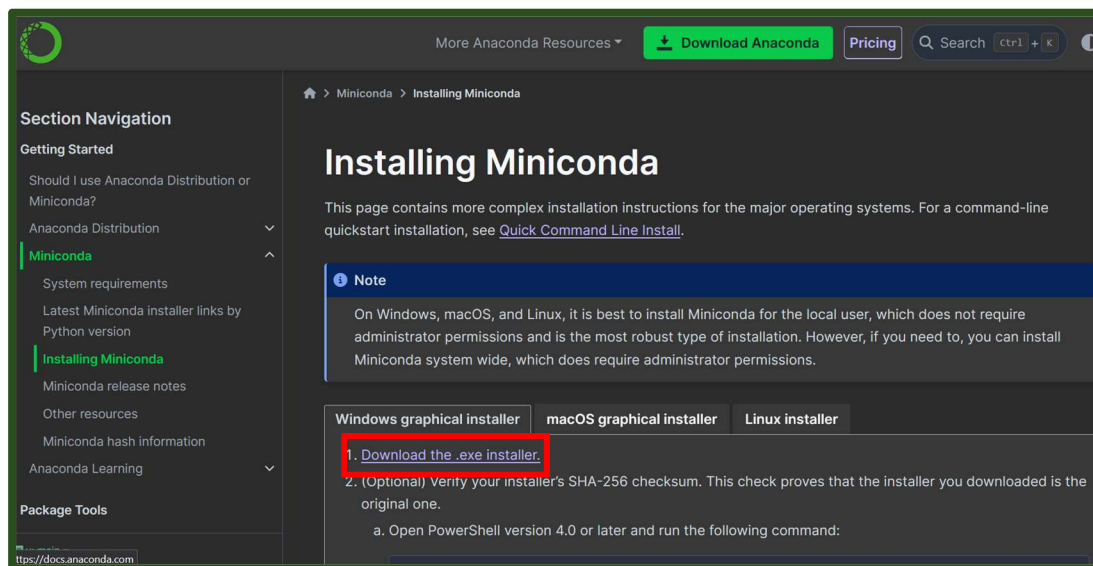 More Anaconda Resources
Download Anaconda
Pricing
Search Ctrl + K
Section Navigation
Getting Started
Should I use Anaconda Distribution or
Miniconda?
Anaconda Distribution
Miniconda
System requirements
Latest Miniconda installer links by
Python version
Installing Miniconda
Miniconda release notes
Other resources
Miniconda hash information
Anaconda Learning
Package Tools
ttps://docs.anaconda.com
Miniconda > Installing Miniconda
Installing Miniconda
This page contains more complex installation instructions for the major operating systems. For a command-line
quickstart installation, see Quick Command Line Install.
Note
On Windows, macOS, and Linux, it is best to install Miniconda for the local user, which does not require
administrator permissions and is the most robust type of installation. However, if you need to, you can install
Miniconda system wide, which does require administrator permissions.
Windows graphical installer
macOS graphical installer
Linux installer
1. Download the .exe installer.
2. (Optional) Verify your installer's SHA-256 checksum. This check proves that the installer you downloaded is the
original one.
a. Open PowerShell version 4.0 or later and run the following command: